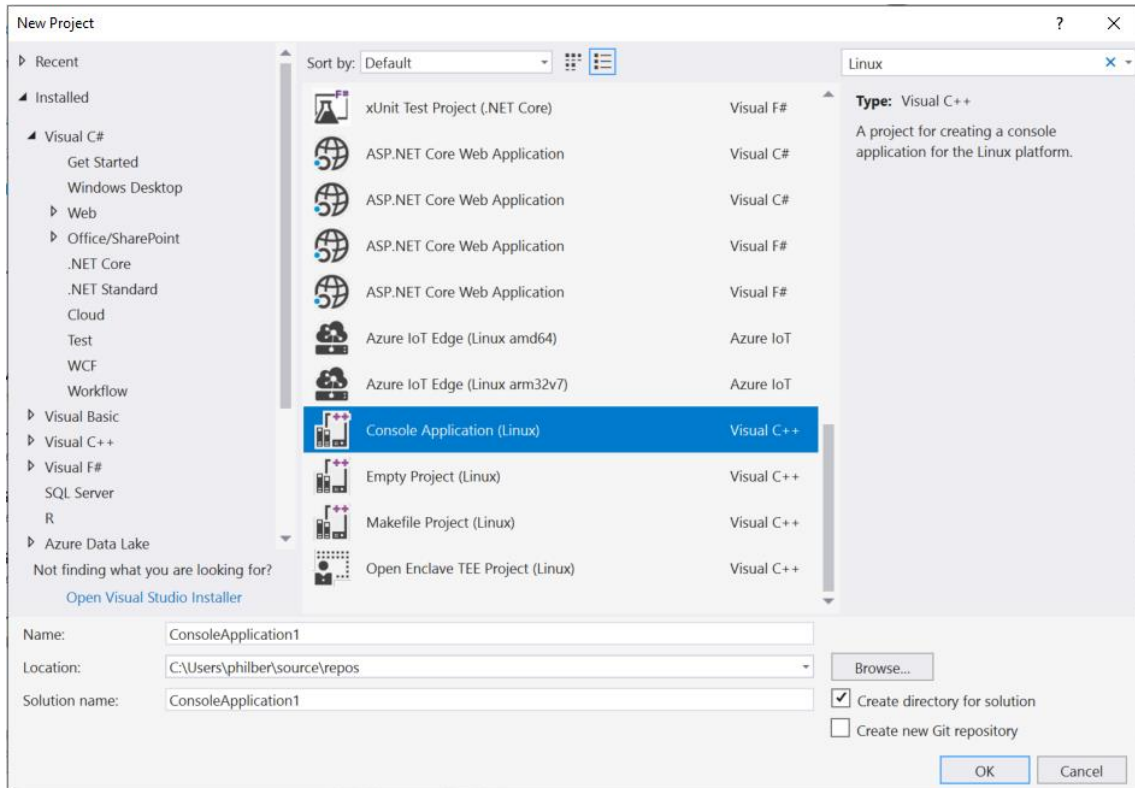 New Project
?
Recent
Installed
Visual C#
Get Started
Windows Desktop
Web
Office/SharePoint
.NET Core
.NET Standard
Cloud
Test
WCF
Workflow
Visual Basic
Visual C++
Visual F#
SQL Server
R
Azure Data Lake
Not finding what you are looking for?
Open Visual Studio Installer
Sort by: Default
F#
xUnit Test Project (.NET Core) Visual F#
ASP.NET Core Web Application Visual C#
ASP.NET Core Web Application Visual C#
ASP.NET Core Web Application Visual F#
ASP.NET Core Web Application Visual F#
Azure IoT Edge (Linux amd64) Azure IoT
Azure IoT Edge (Linux arm32v7) Azure IoT
++
Console Application (Linux) Visual C++
++
Empty Project (Linux) Visual C++
++
Makefile Project (Linux) Visual C++
Open Enclave TEE Project (Linux) Visual C++
Linux
Type: Visual C++
A project for creating a console
application for the Linux platform.
Name: ConsoleApplication1
Location: C:\Users\philber\source\repos
Browse...
Solution name: ConsoleApplication1
Create directory for solution
Create new Git repository
OK Cancel